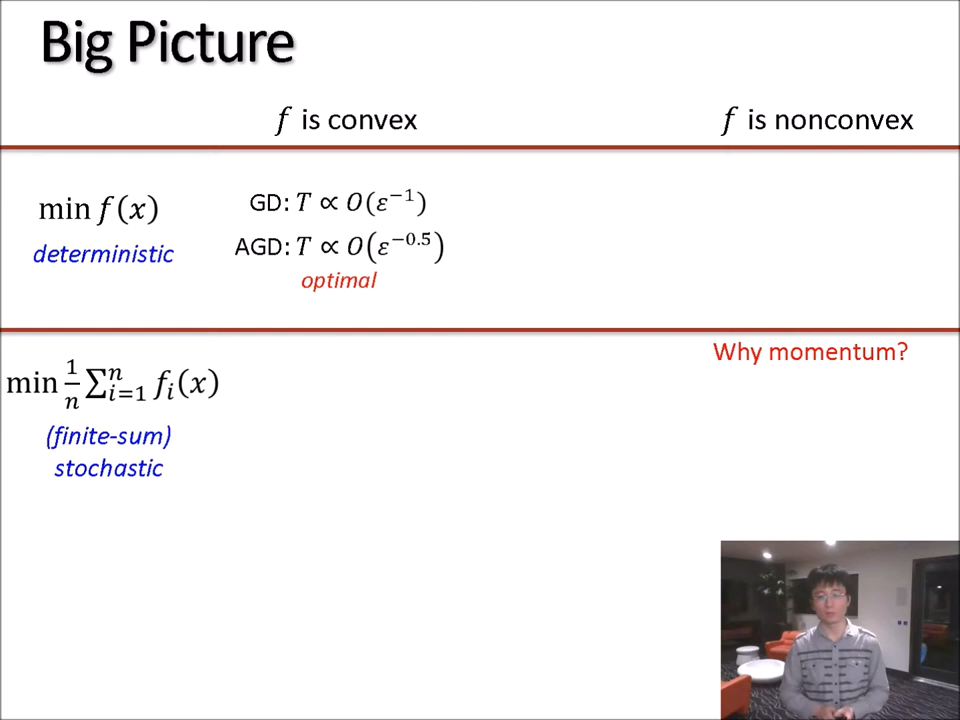 Big Picture
f is convex
f is nonconvex
min f(x)
deterministic
GD: T ∝ O(ε⁻¹)
AGD: T ∝ O(ε⁻⁰·⁵)
optimal
Why momentum?
min 1/n ∑ⁿᵢ₌₁ fᵢ(x)
(finite-sum)
stochastic